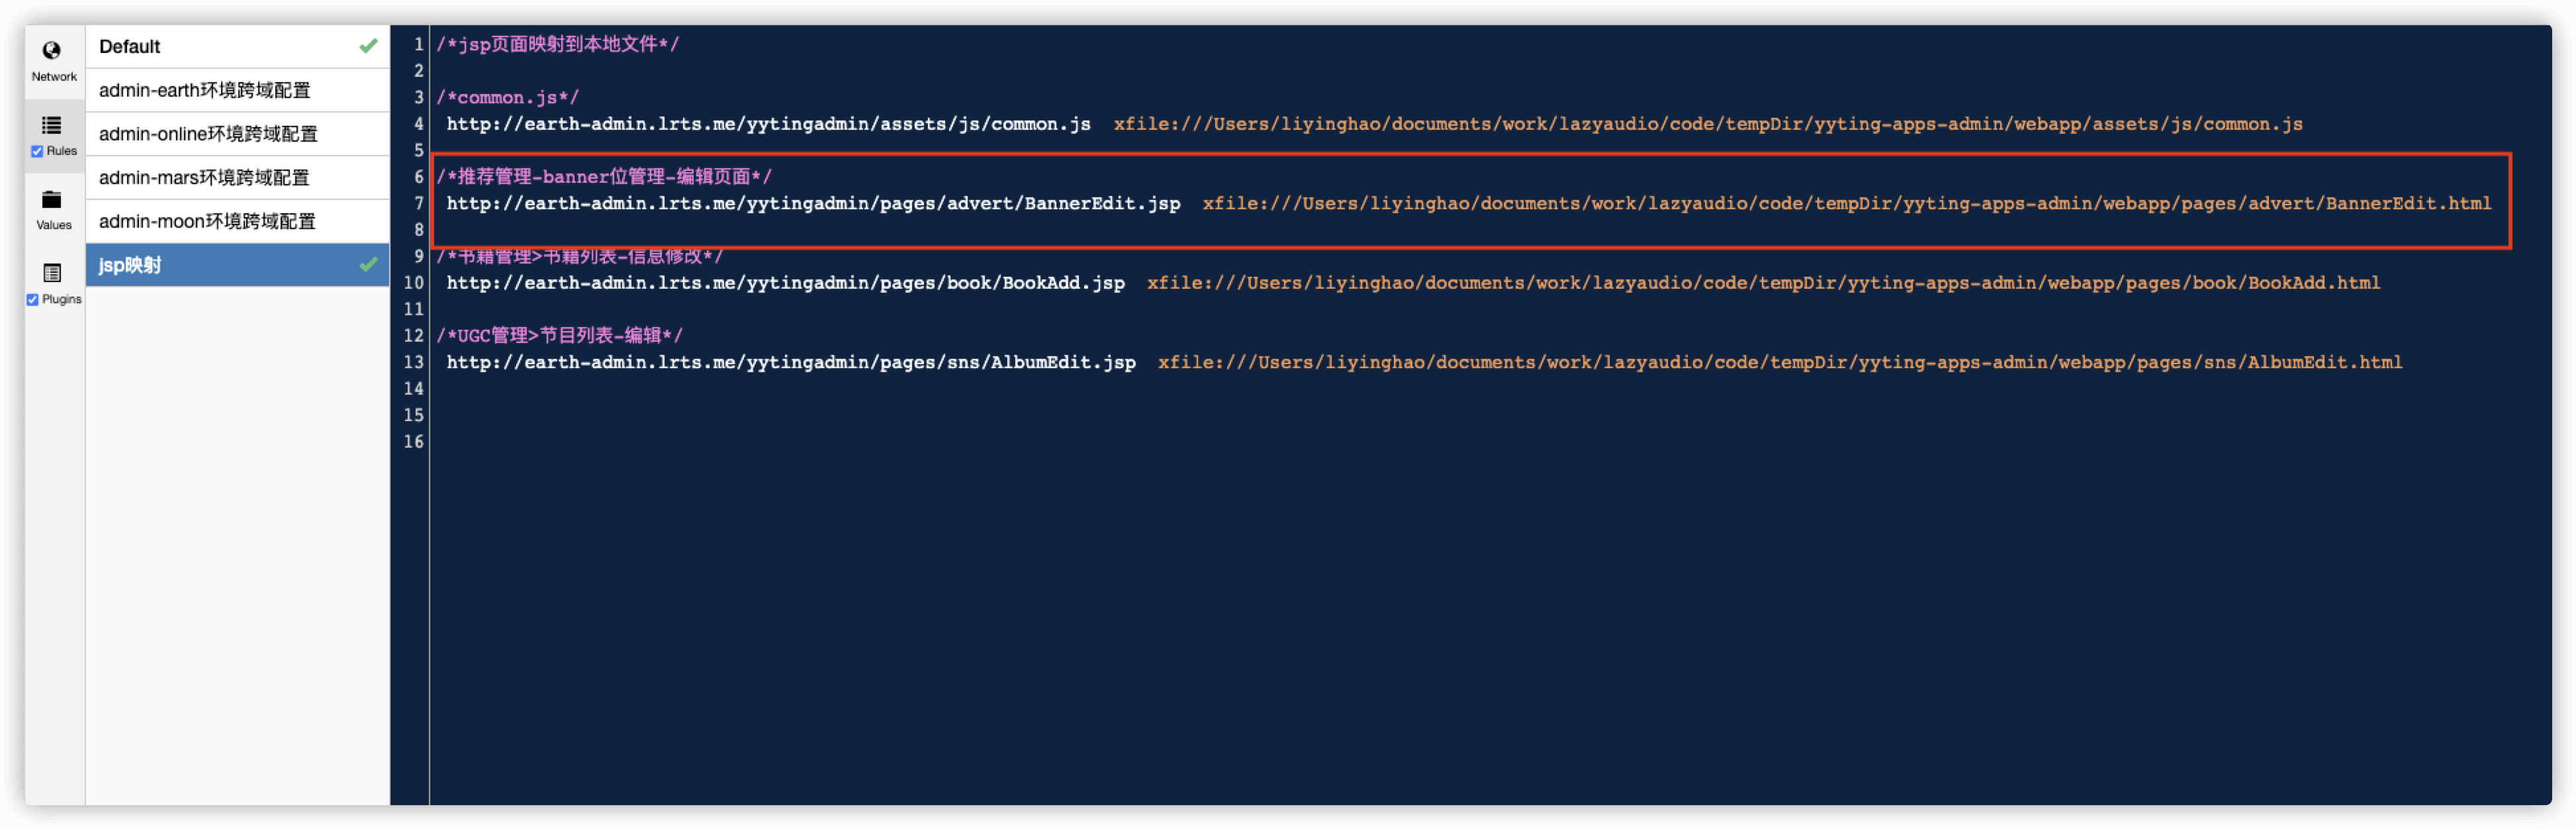 Network
Rules
Values
Plugins
Default
admin-earth环境跨域配置
admin-online环境跨域配置
admin-mars环境跨域配置
admin-moon环境跨域配置
jsp映射
1 /*jsp页面映射到本地文件*/
2
3 /*common.js*/
4 http://earth-admin.lrts.me/yytingadmin/assets/js/common.js xfile:///Users/liyinghao/documents/work/lazyaudio/code/tempDir/yyting-apps-admin/webapp/assets/js/common.js
5
6 /*推荐管理-banner位管理-编辑页面*/
7 http://earth-admin.lrts.me/yytingadmin/pages/advert/BannerEdit.jsp xfile:///Users/liyinghao/documents/work/lazyaudio/code/tempDir/yyting-apps-admin/webapp/pages/advert/BannerEdit.html
8
9 /*书籍管理>书籍列表-信息修改*/
10 http://earth-admin.lrts.me/yytingadmin/pages/book/BookAdd.jsp xfile:///Users/liyinghao/documents/work/lazyaudio/code/tempDir/yyting-apps-admin/webapp/pages/book/BookAdd.html
11
12 /*UGC管理>节目列表-编辑*/
13 http://earth-admin.lrts.me/yytingadmin/pages/sns/AlbumEdit.jsp xfile:///Users/liyinghao/documents/work/lazyaudio/code/tempDir/yyting-apps-admin/webapp/pages/sns/AlbumEdit.html
14
15
16